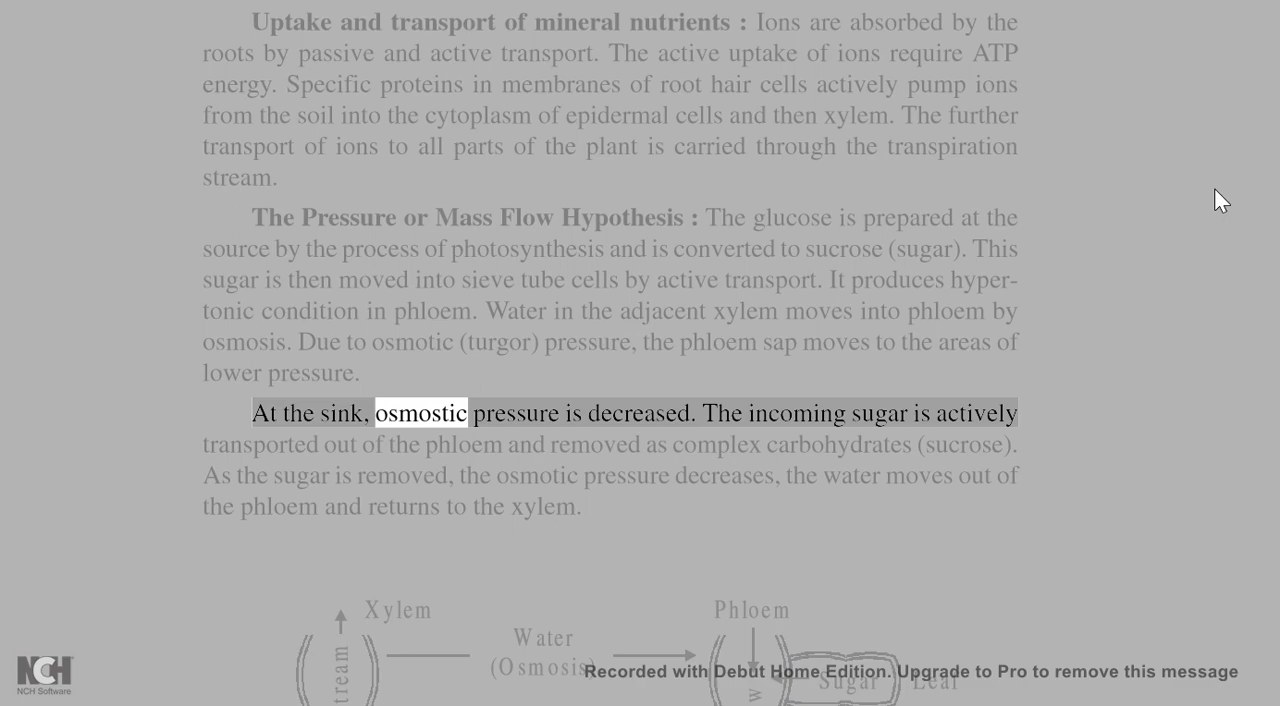 Uptake and transport of mineral nutrients : Ions are absorbed by the
roots by passive and active transport. The active uptake of ions require ATP
energy. Specific proteins in membranes of root hair cells actively pump ions
from the soil into the cytoplasm of epidermal cells and then xylem. The further
transport of ions to all parts of the plant is carried through the transpiration
stream.
The Pressure or Mass Flow Hypothesis : The glucose is prepared at the
source by the process of photosynthesis and is converted to sucrose (sugar). This
sugar is then moved into sieve tube cells by active transport. It produces hyper-
tonic condition in phloem. Water in the adjacent xylem moves into phloem by
osmosis. Due to osmotic (turgor) pressure, the phloem sap moves to the areas of
lower pressure.
At the sink, osmostic pressure is decreased. The incoming sugar is actively
transported out of the phloem and removed as complex carbohydrates (sucrose).
As the sugar is removed, the osmotic pressure decreases, the water moves out of
the phloem and returns to the xylem.
Xylem
Phloem
Water
(Osmosis)
tream
w
Sugar
Leaf
Recorded with Debut Home Edition. Upgrade to Pro to remove this message
NCH
NCH Software